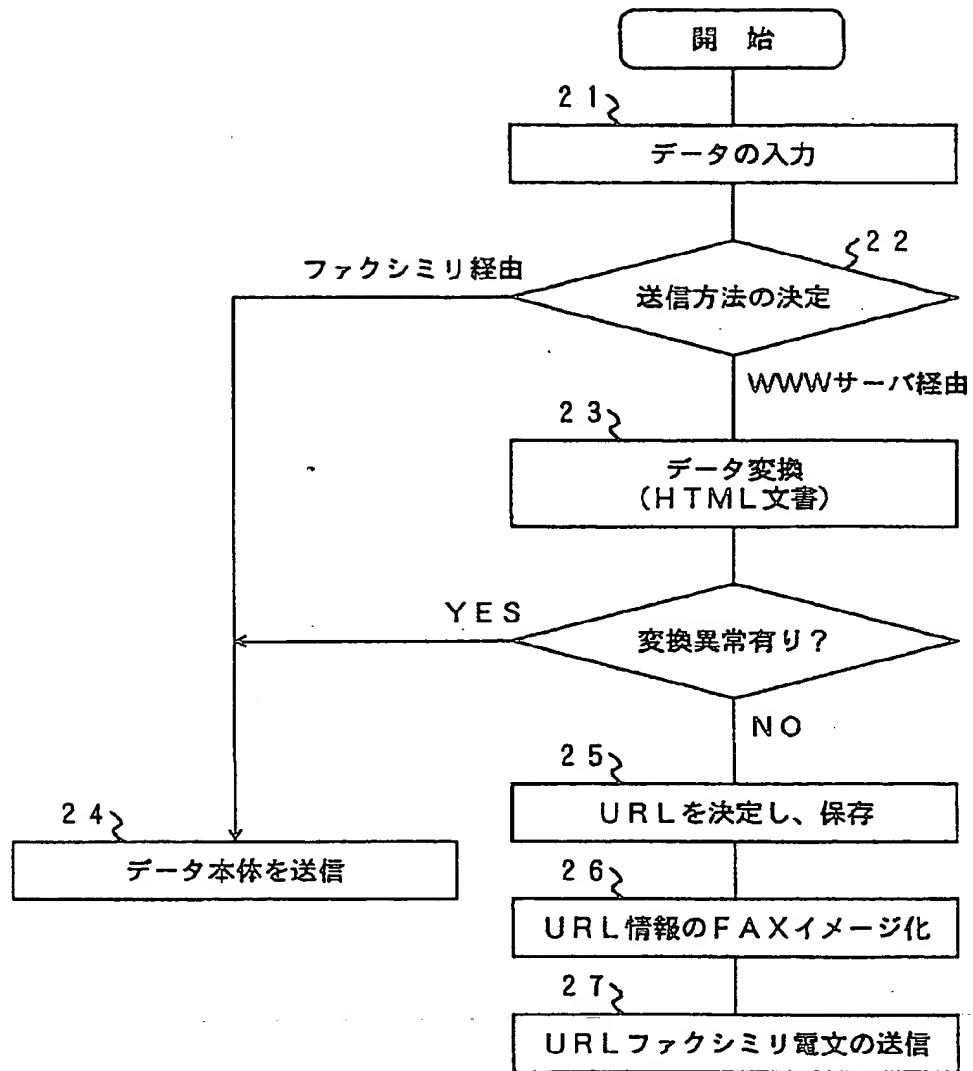 開 始
21
データの入力
22
ファクシミリ経由
送信方法の決定
WWWサーバ経由
23
データ変換
(HTML文書)
YES
変換異常有り?
NO
25
URLを決定し、保存
24
データ本体を送信
26
URL情報のFAXイメージ化
27
URLファクシミリ電文の送信